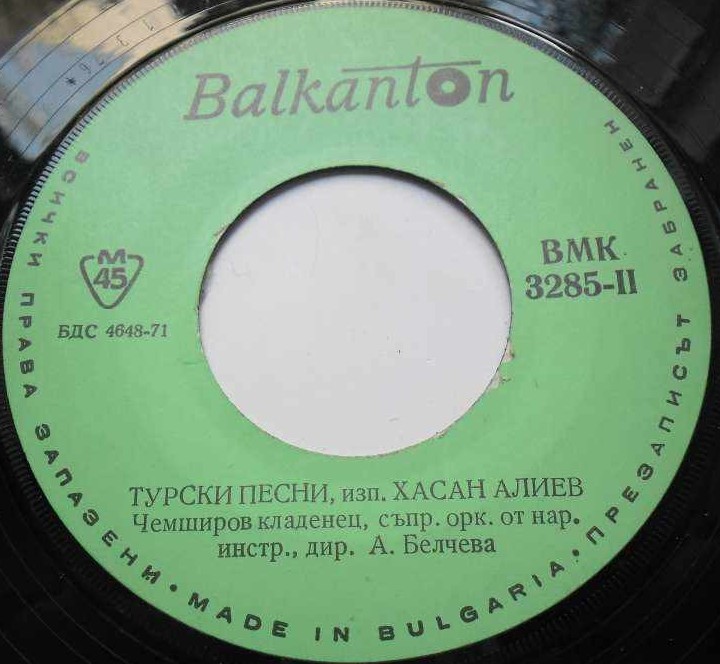 Balkanton
М
45
БДС 4648-71
ВМК
3285-II
ТУРСКИ ПЕСНИ, изп. ХАСАН АЛИЕВ
Чемширов кладенец, съпр. орк. от нар.
инстр., дир. А. Белчева
ВСИЧКИ ПРАВА ЗАПАЗЕНИ • MADE IN BULGARIA • ПРЕЗАПИСЪТ ЗАБРАНЕН